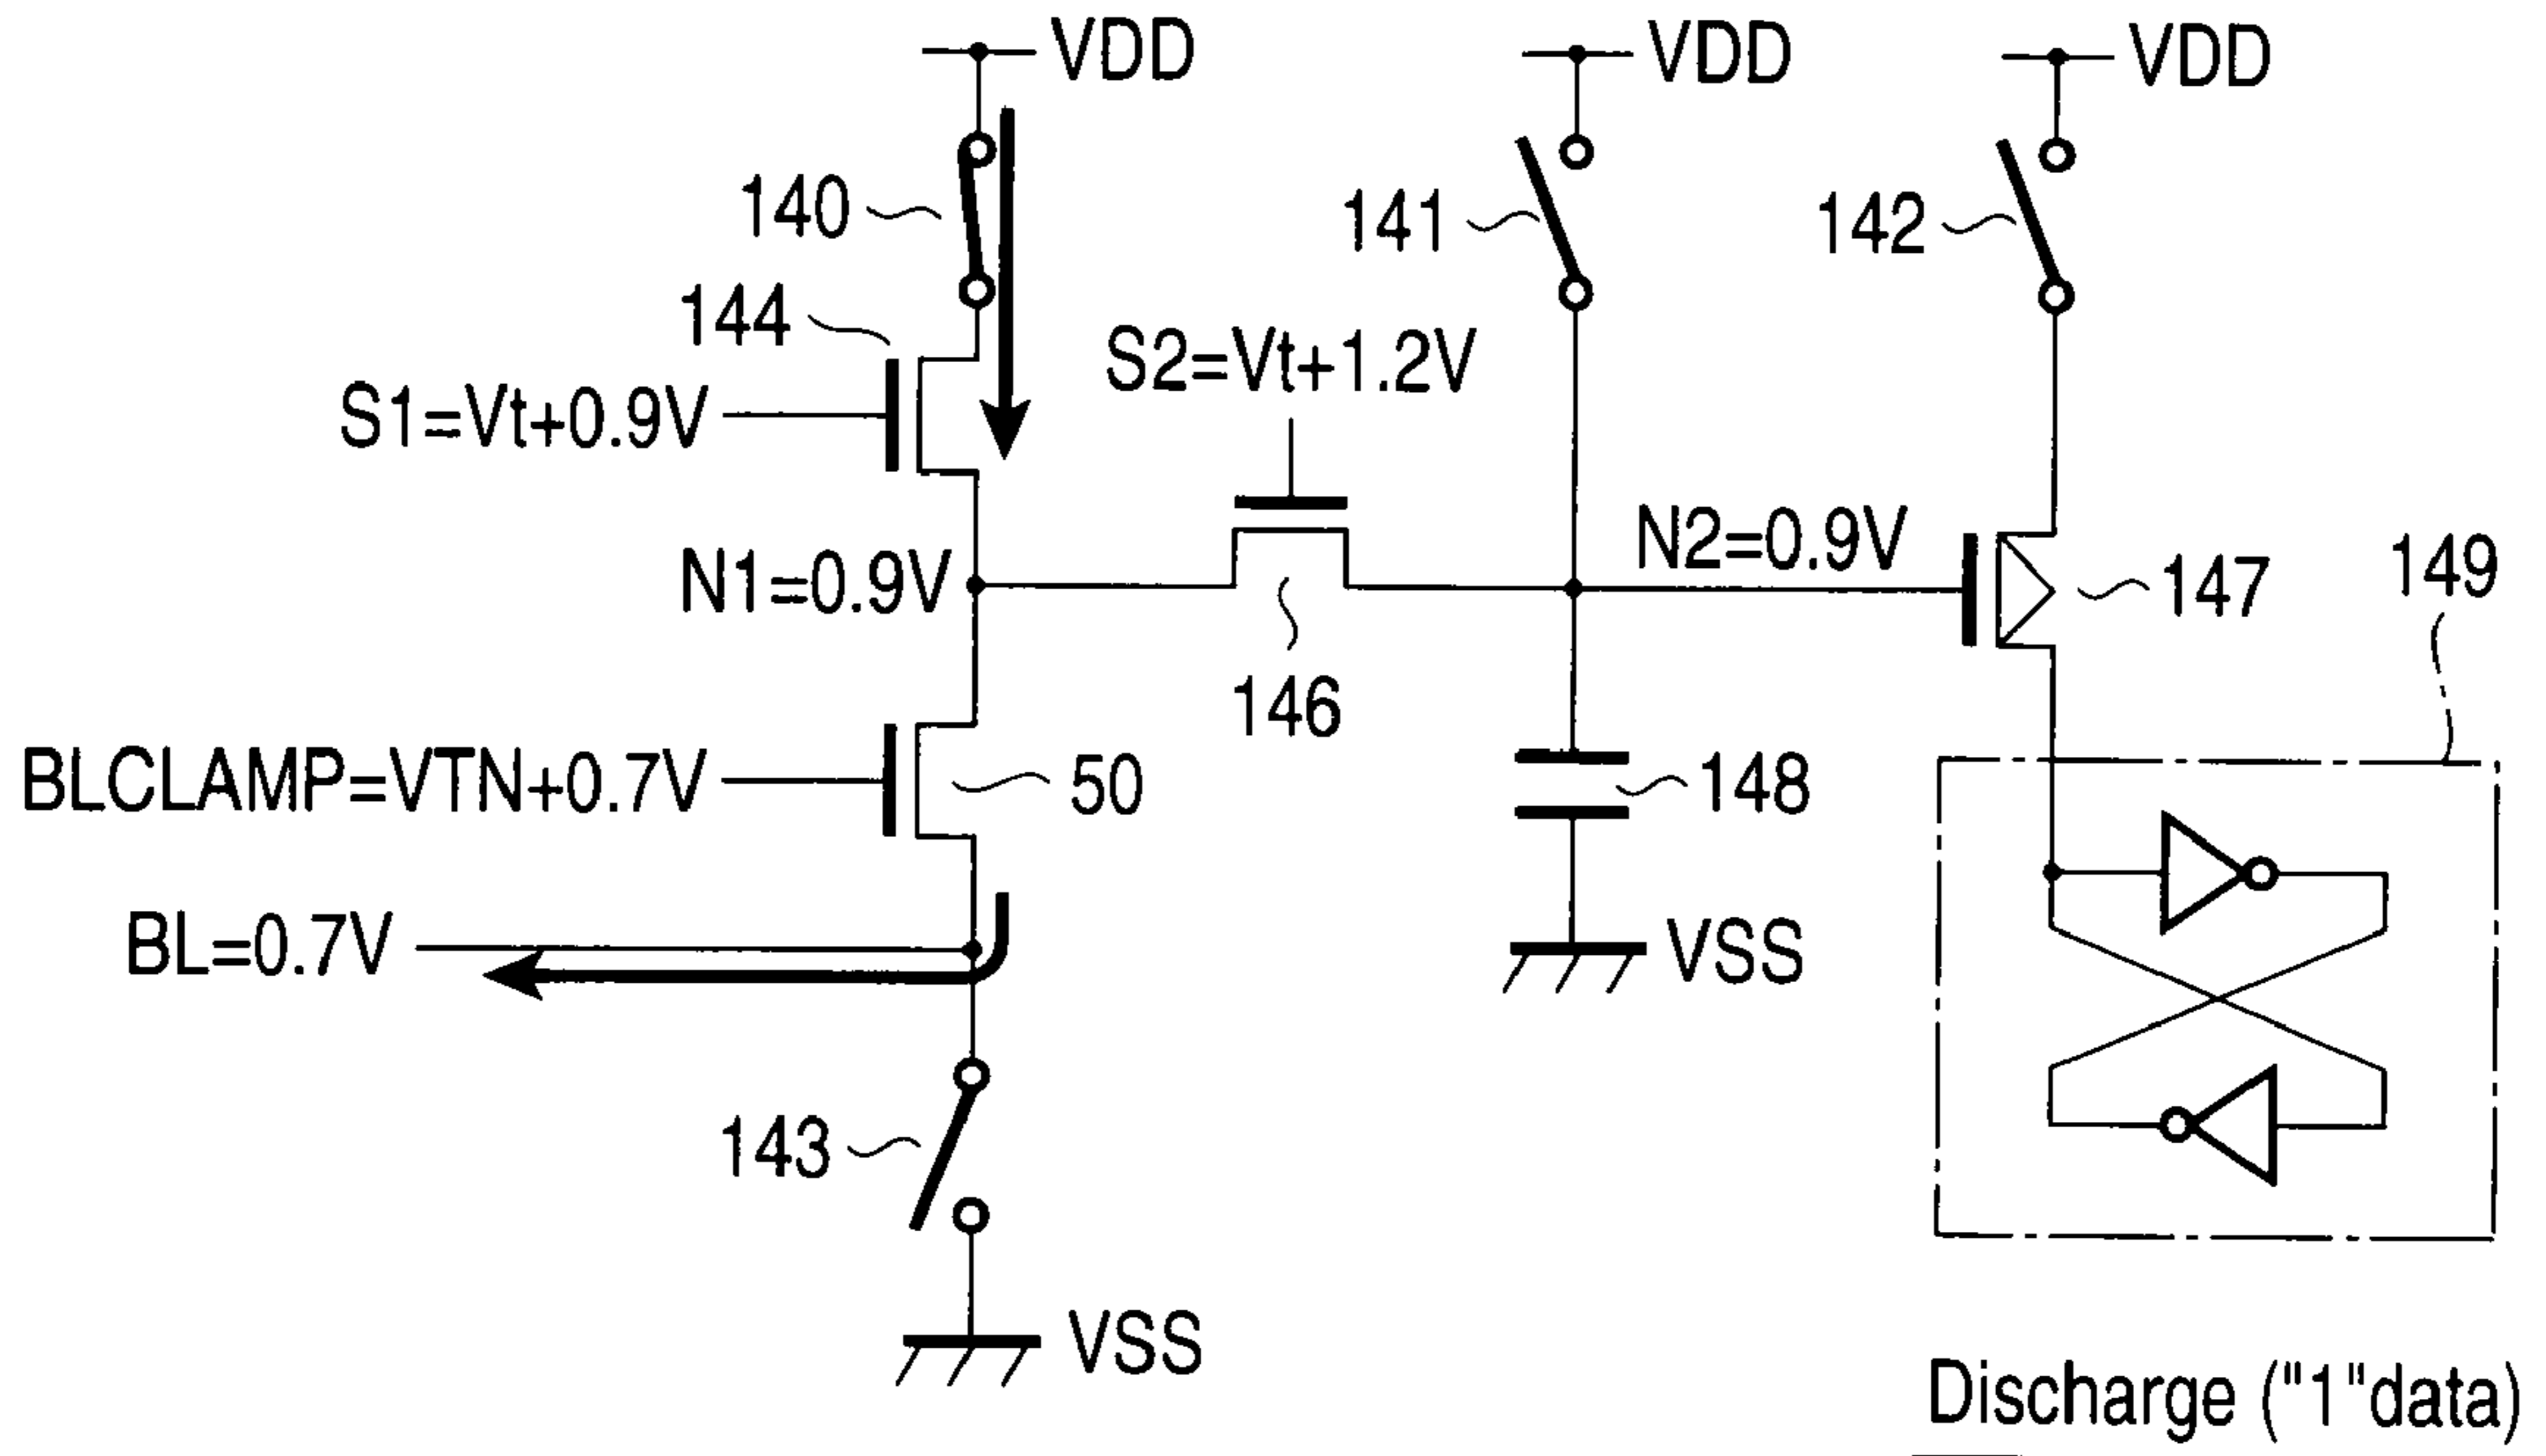 VDD
VDD
VDD
140
141
142
144
S2=Vt+1.2V
S1=Vt+0.9V
N1=0.9V
N2=0.9V
147
149
146
BLCLAMP=VTN+0.7V
50
148
BL=0.7V
VSS
143
VSS
Discharge ("1"data)